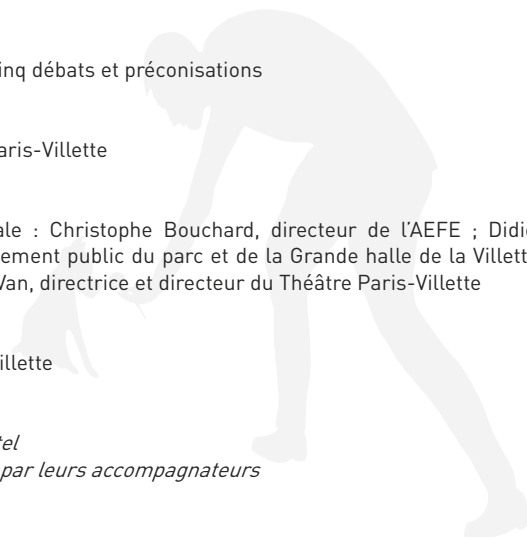 inq débats et préconisations
aris-Villette
ale : Christophe Bouchard, directeur de l’AEFE ; Didi
ement public du parc et de la Grande halle de la Villett
Van, directrice et directeur du Théâtre Paris-Villette
illette
tel
par leurs accompagnateurs